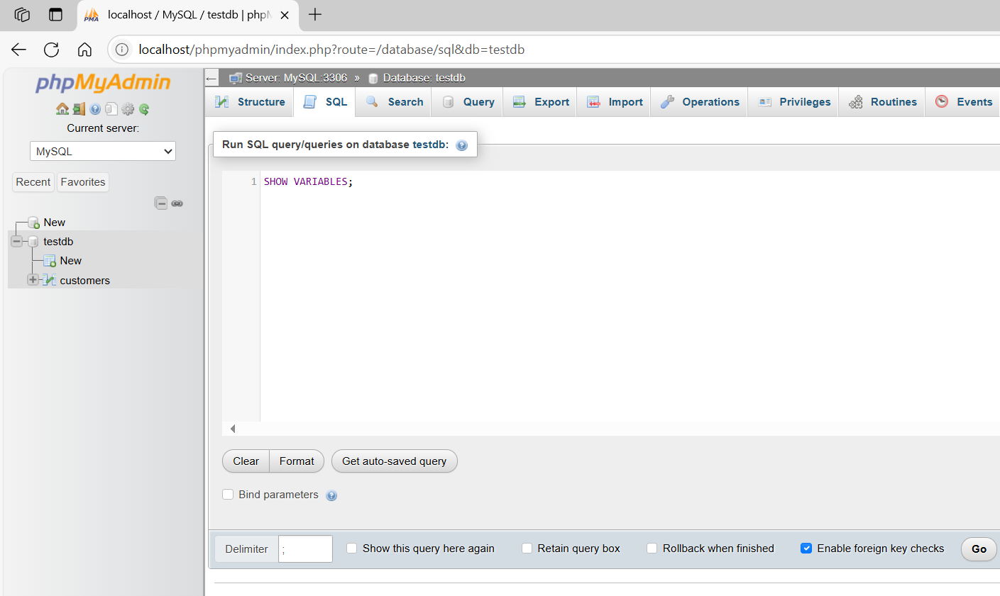 localhost / MySQL / testdb | php
localhost/phpmyadmin/index.php?route=/database/sql&db=testdb
phpMyAdmin
Current server:
MySQL
Recent Favorites
New
testdb
New
customers
Server: MySQL:3306 » Database: testdb
Structure SQL Search Query Export Import Operations Privileges Routines Events
Run SQL query/queries on database testdb:
1 SHOW VARIABLES;
Clear Format Get auto-saved query
Bind parameters
Delimiter ; Show this query here again Retain query box Rollback when finished Enable foreign key checks Go